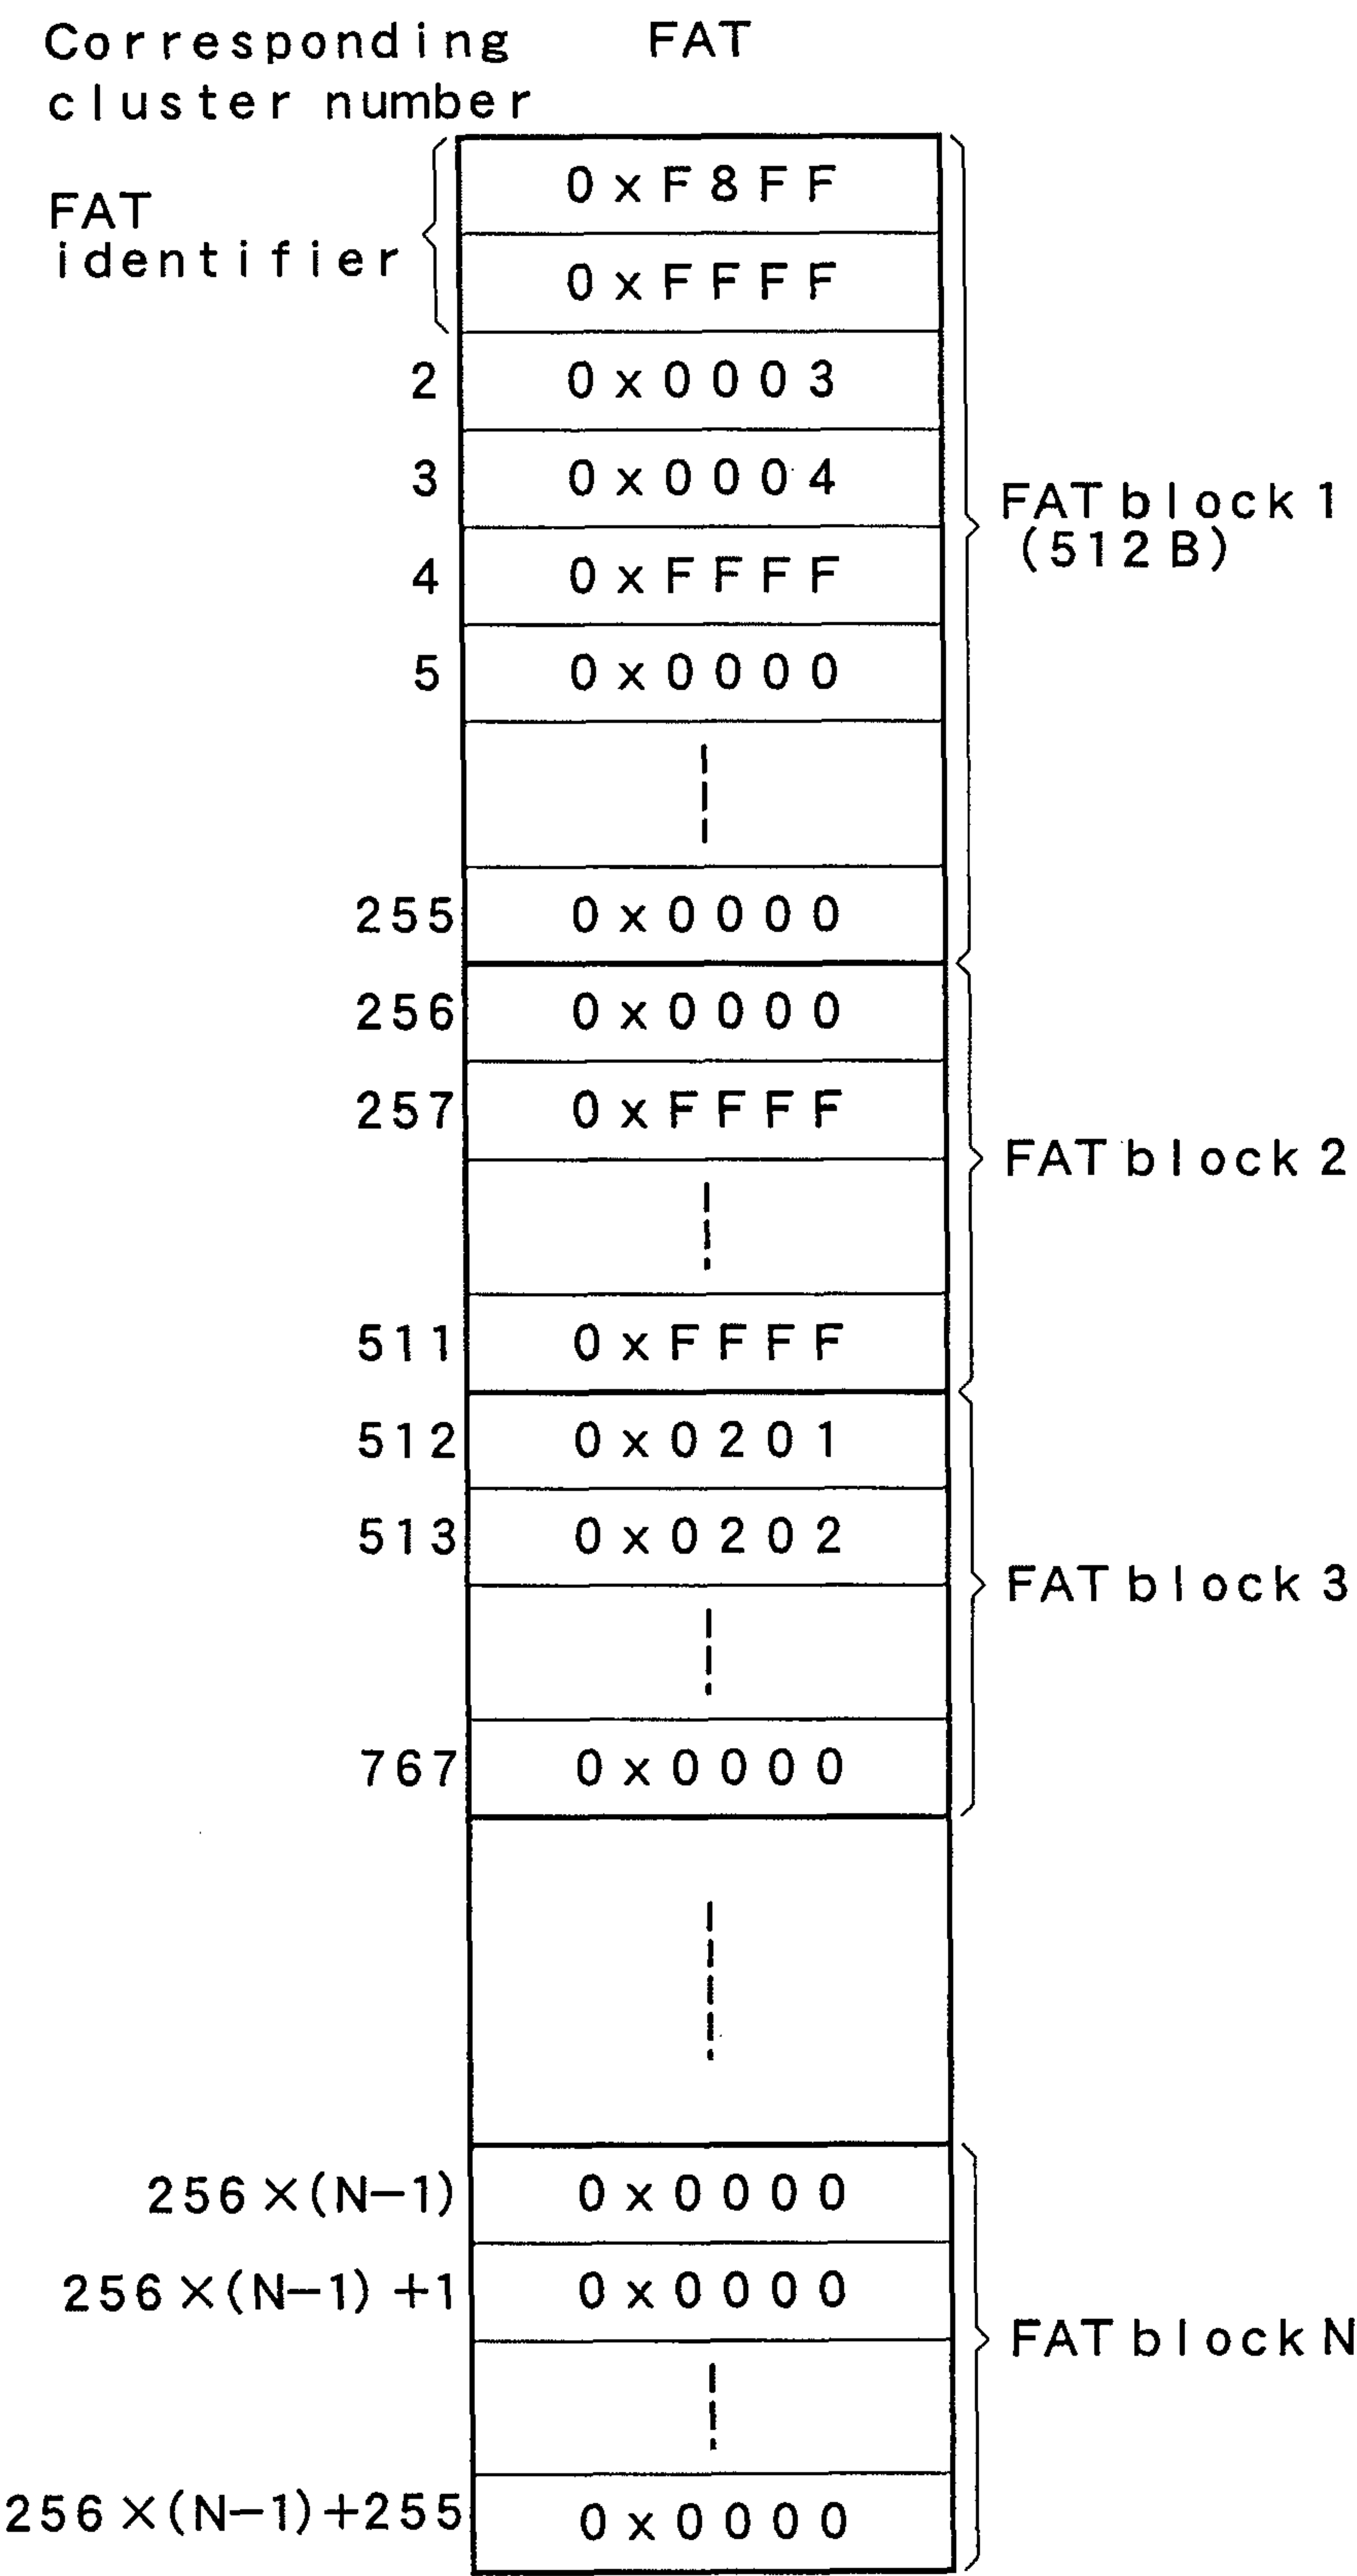 Corresponding FAT
cluster number
0xF8FF
FAT
identifier
0xFFFF
2 0x0003
3 0x0004
FAT block 1
(512B)
4 0xFFFF
5 0x0000
255 0x0000
256 0x0000
257 0xFFFF
FAT block 2
511 0xFFFF
512 0x0201
513 0x0202
FAT block 3
767 0x0000
256×(N−1) 0x0000
256×(N−1)+1 0x0000
FAT block N
256×(N−1)+255 0x0000